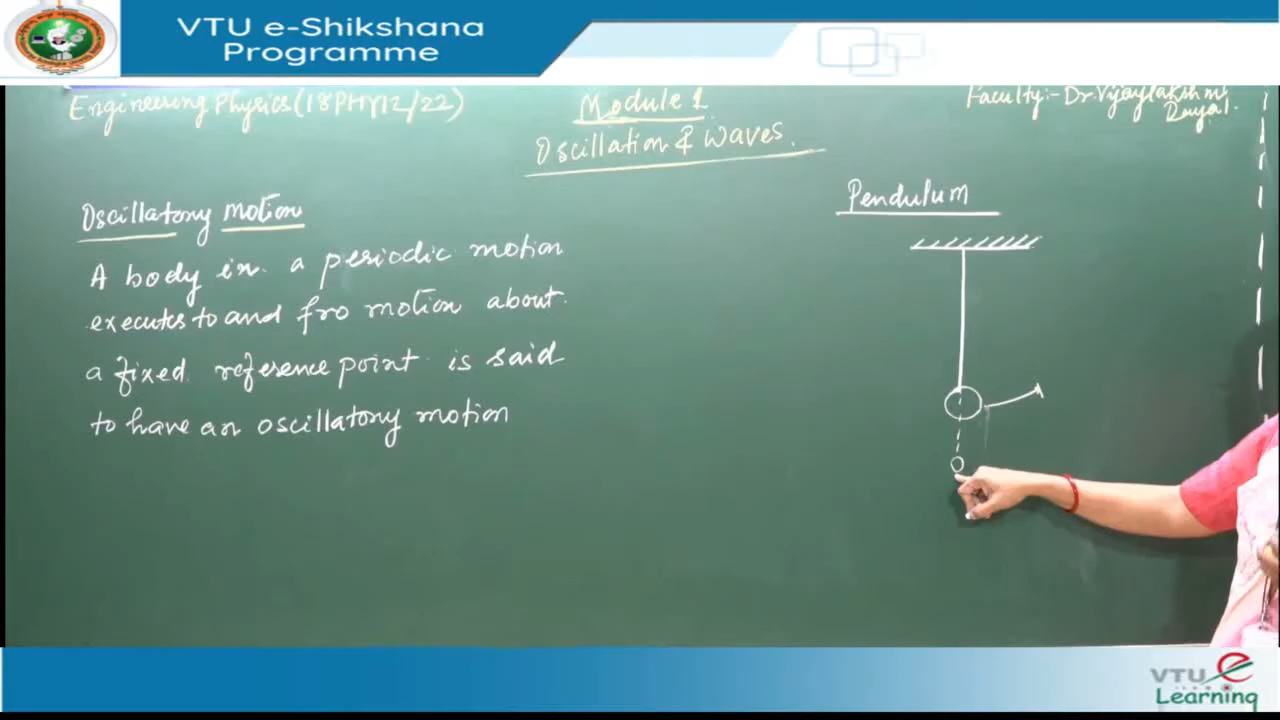 VTU e-Shikshana
Programme
Engineering Physics (18PHY12/22)
Module 1
Oscillation & Waves.
Faculty:- Dr. Vijaylakshmi
Dayal.
Oscillatory Motion
A body in a periodic motion
executes to and fro motion about
a fixed reference point is said
to have an oscillatory motion
Pendulum
O
VTU
e Learning